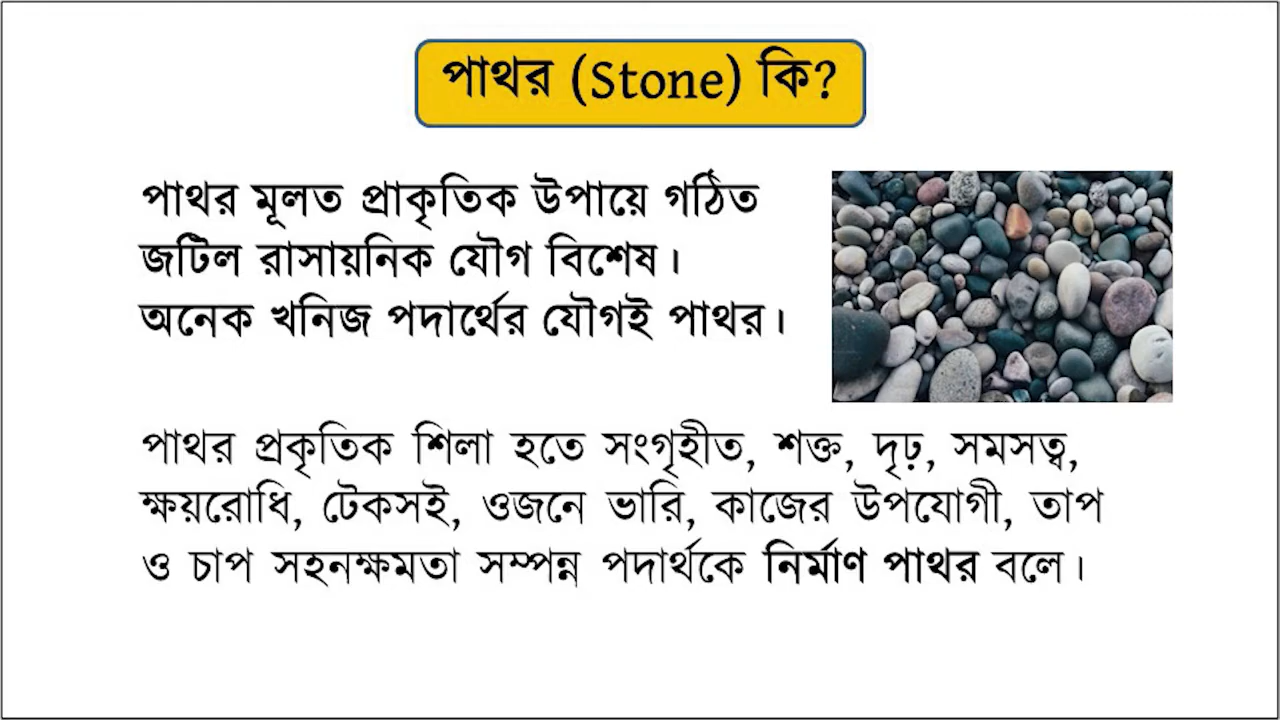 পাথর (Stone) কি?
পাথর মূলত প্রাকৃতিক উপায়ে গঠিত
জটিল রাসায়নিক যৌগ বিশেষ।
অনেক খনিজ পদার্থের যৌগই পাথর।
পাথর প্রকৃতিক শিলা হতে সংগৃহীত, শক্ত, দৃঢ়, সমসত্ব,
ক্ষয়রোধি, টেকসই, ওজনে ভারি, কাজের উপযোগী, তাপ
ও চাপ সহনক্ষমতা সম্পন্ন পদার্থকে নির্মাণ পাথর বলে।